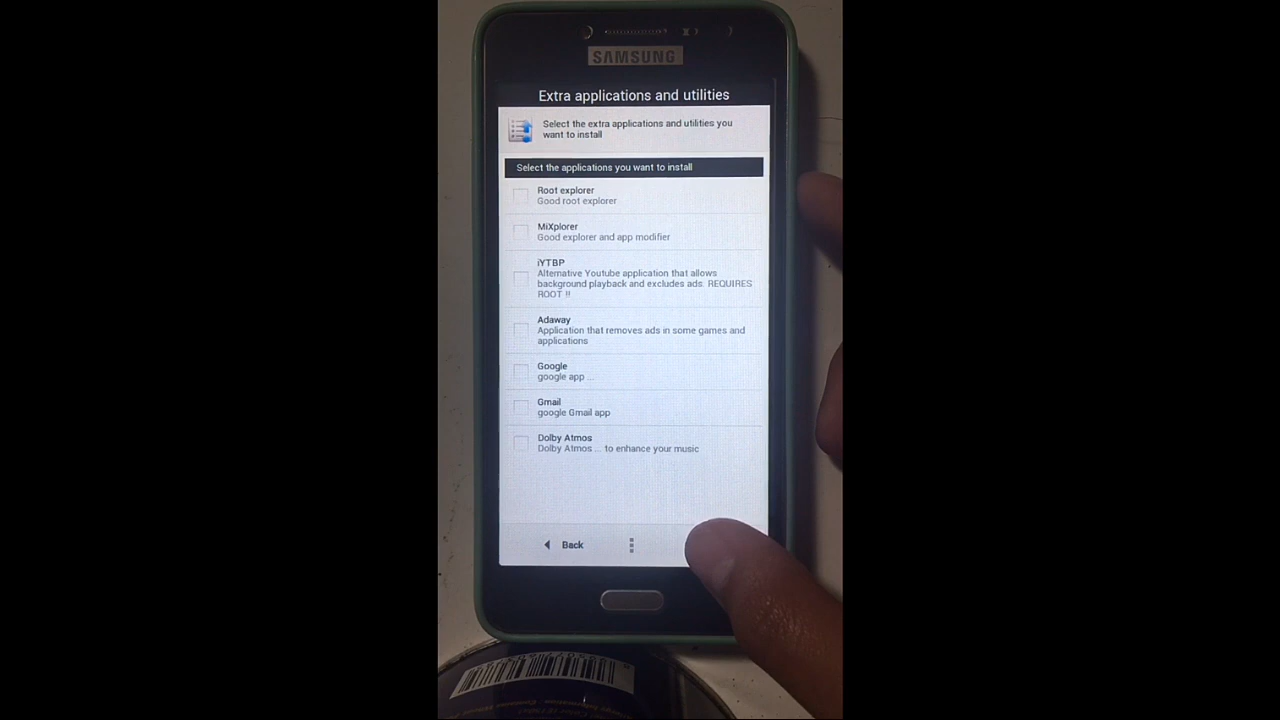 SAMSUNG
Extra applications and utilities
Select the extra applications and utilities you
want to install
Select the applications you want to install
Root explorer
Good root explorer
MiXplorer
Good explorer and app modifier
iYTBP
Alternative Youtube application that allows
background playback and excludes ads. REQUIRES
ROOT !!
Adaway
Application that removes ads in some games and
applications
Google
google app ...
Gmail
google Gmail app
Dolby Atmos
Dolby Atmos ... to enhance your music
Back